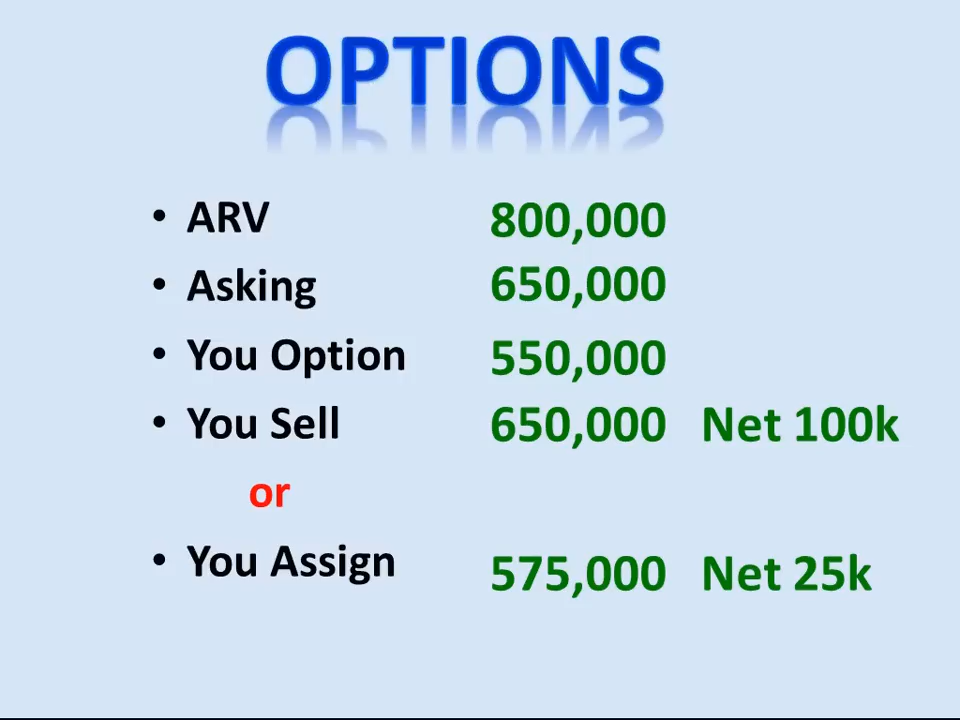 OPTIONS
• ARV 800,000
• Asking 650,000
• You Option 550,000
• You Sell 650,000 Net 100k
or
• You Assign 575,000 Net 25k